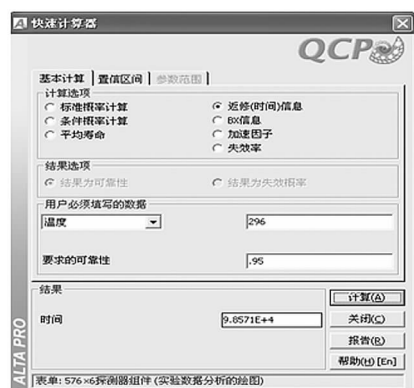 快速计算器
QCP
基本计算 置信区间 参数范围
计算选项
标准概率计算 返修(时间)信息
条件概率计算 BX信息
平均寿命 加速因子
失效率
结果选项
结果为可靠性 结果为失效概率
用户必须填写的数据
温度 296
要求的可靠性 .95
结果
时间 9.8571E+4
计算(A)
关闭(C)
报告(R)
帮助(H) [En]
ALTA PRO
表单: 576×6探测器组件 (实验数据分析的绘图)